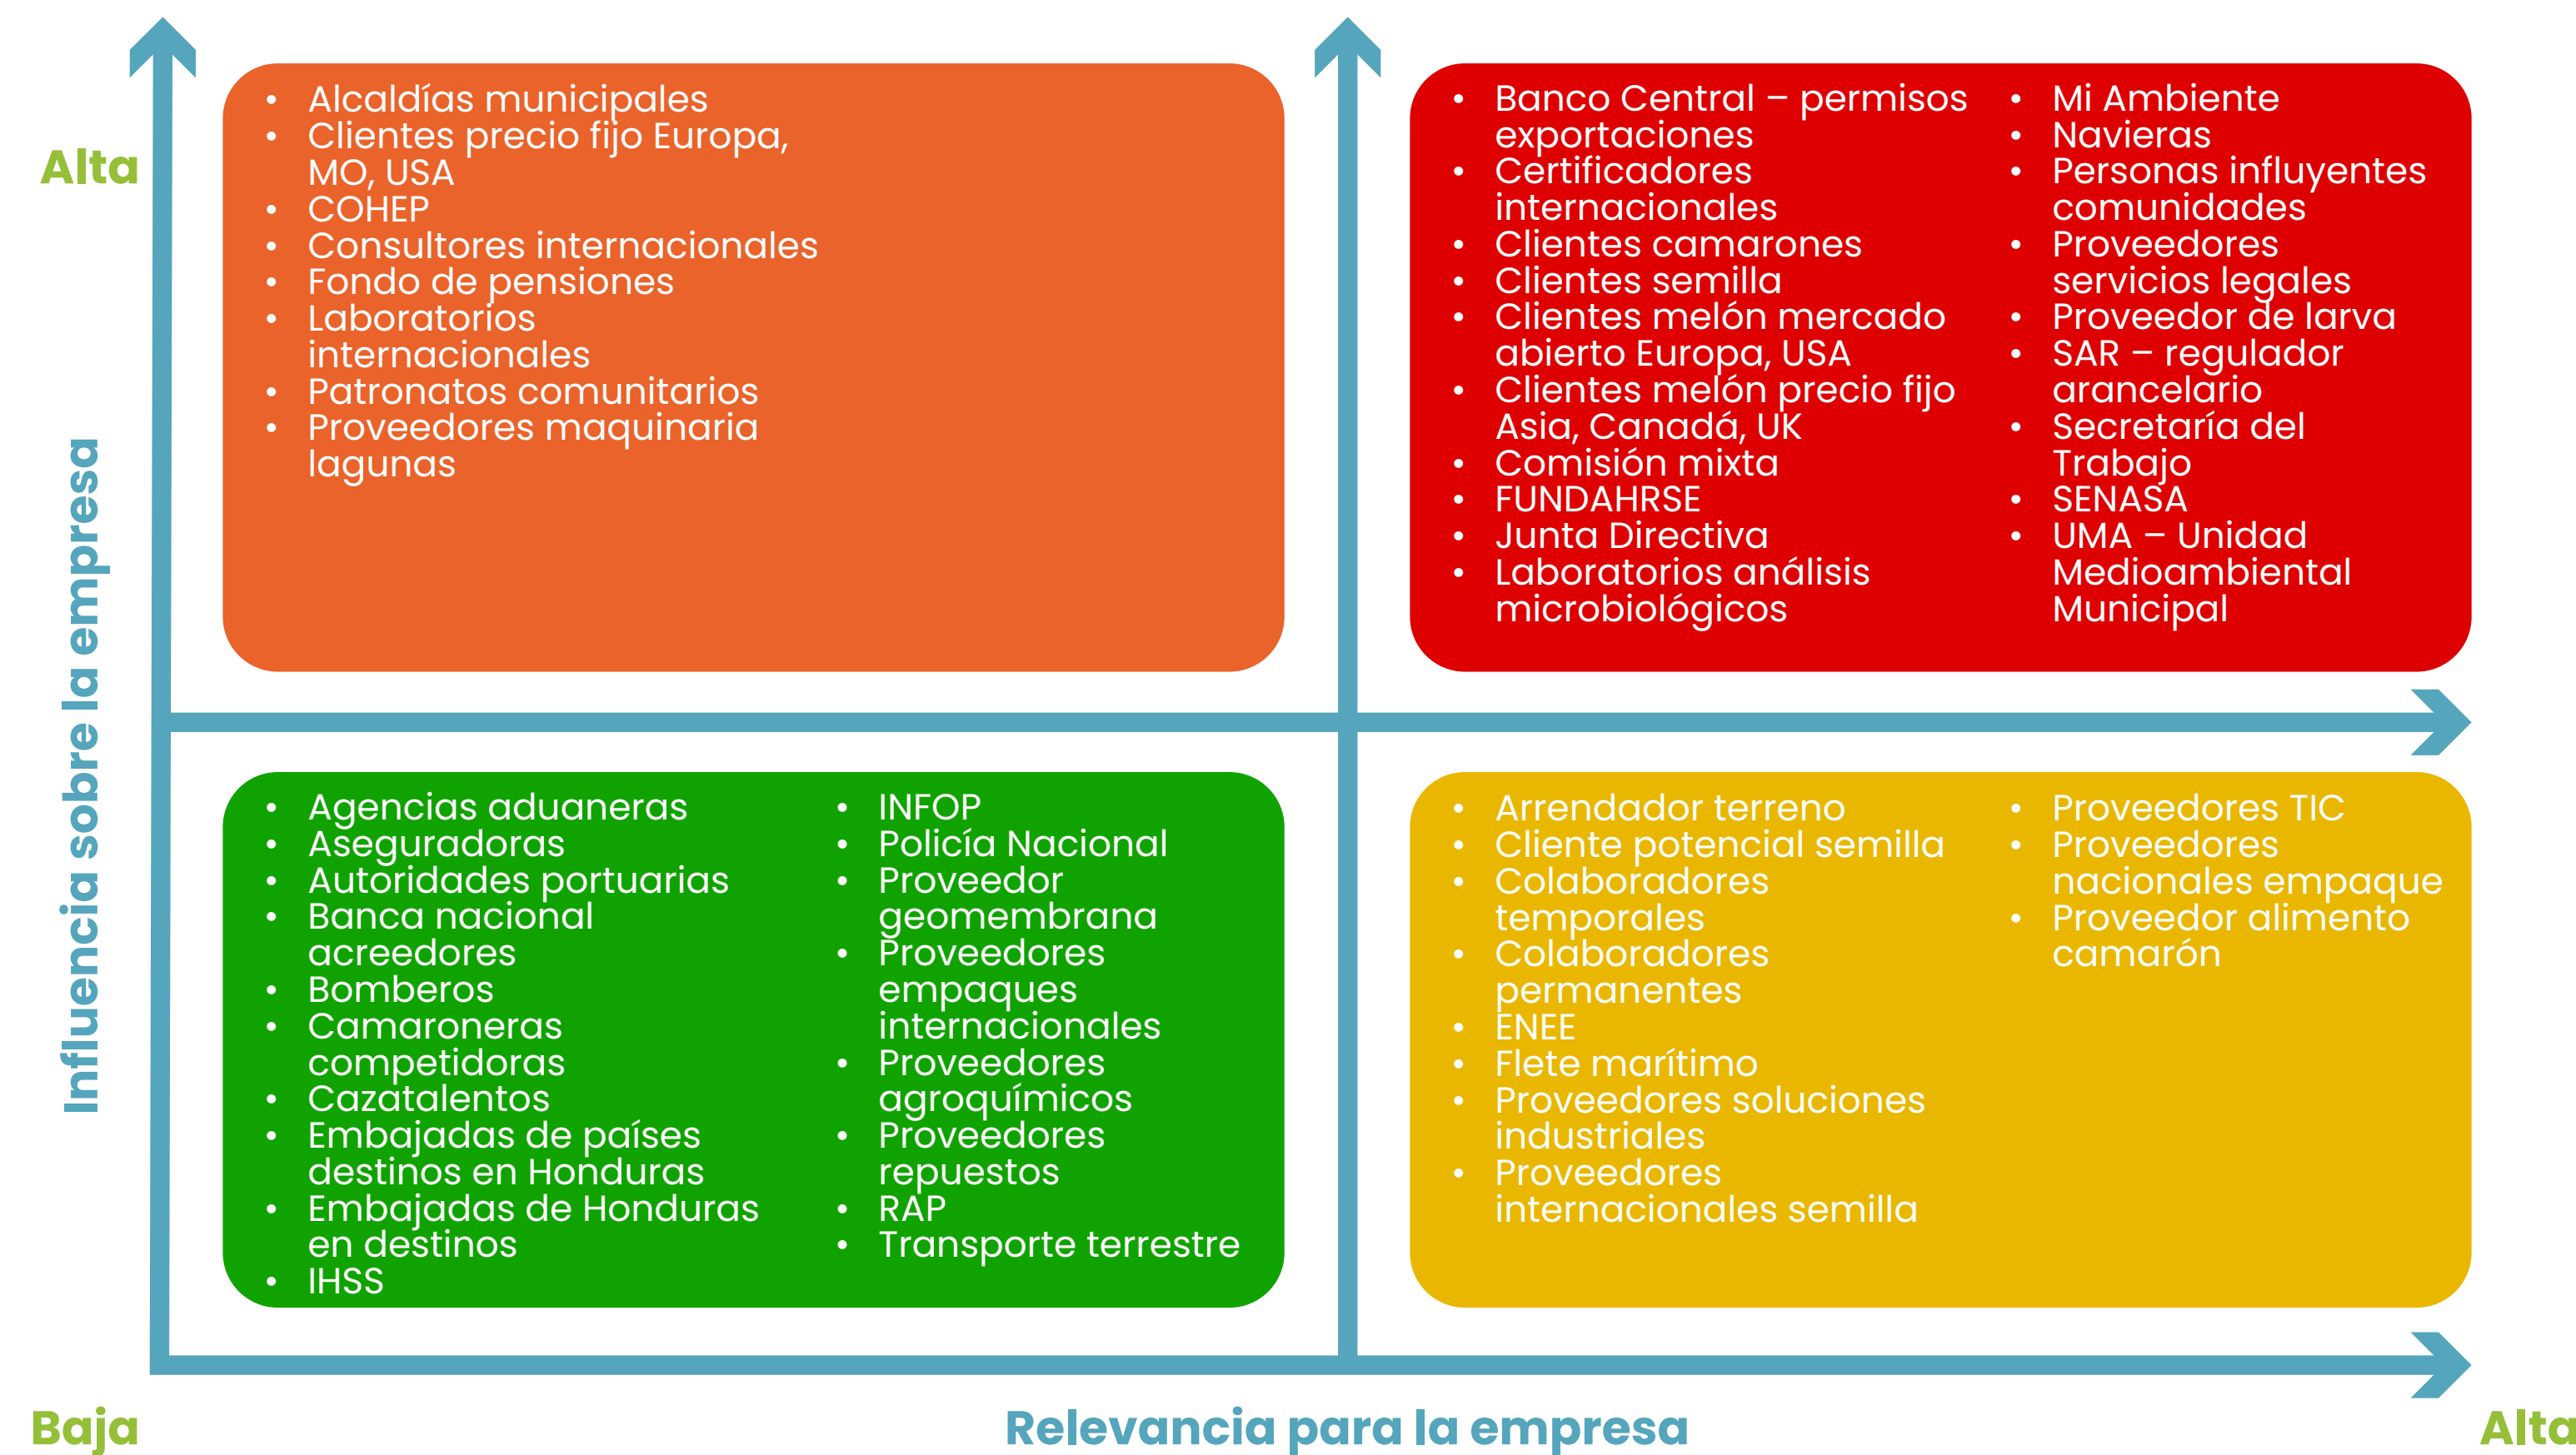 Alta
Influencia sobre la empresa
• Alcaldías municipales
• Clientes precio fijo Europa,
MO, USA
• COHEP
• Consultores internacionales
• Fondo de pensiones
• Laboratorios
internacionales
• Patronatos comunitarios
• Proveedores maquinaria
lagunas
• Banco Central – permisos
exportaciones
• Certificadores
internacionales
• Clientes camarones
• Clientes semilla
• Clientes melón mercado
abierto Europa, USA
• Clientes melón precio fijo
Asia, Canadá, UK
• Comisión mixta
• FUNDAHRSE
• Junta Directiva
• Laboratorios análisis
microbiológicos
• Mi Ambiente
• Navieras
• Personas influyentes
comunidades
• Proveedores
servicios legales
• Proveedor de larva
• SAR – regulador
arancelario
• Secretaría del
Trabajo
• SENASA
• UMA – Unidad
Medioambiental
Municipal
• Agencias aduaneras
• Aseguradoras
• Autoridades portuarias
• Banca nacional
acreedores
• Bomberos
• Camaroneras
competidoras
• Cazatalentos
• Embajadas de países
destinos en Honduras
• Embajadas de Honduras
en destinos
• IHSS
• INFOP
• Policía Nacional
• Proveedor
geomembrana
• Proveedores
empaques
internacionales
• Proveedores
agroquímicos
• Proveedores
repuestos
• RAP
• Transporte terrestre
• Arrendador terreno
• Cliente potencial semilla
• Colaboradores
temporales
• Colaboradores
permanentes
• ENEE
• Flete marítimo
• Proveedores soluciones
industriales
• Proveedores
internacionales semilla
• Proveedores TIC
• Proveedores
nacionales empaque
• Proveedor alimento
camarón
Baja
Relevancia para la empresa
Alta